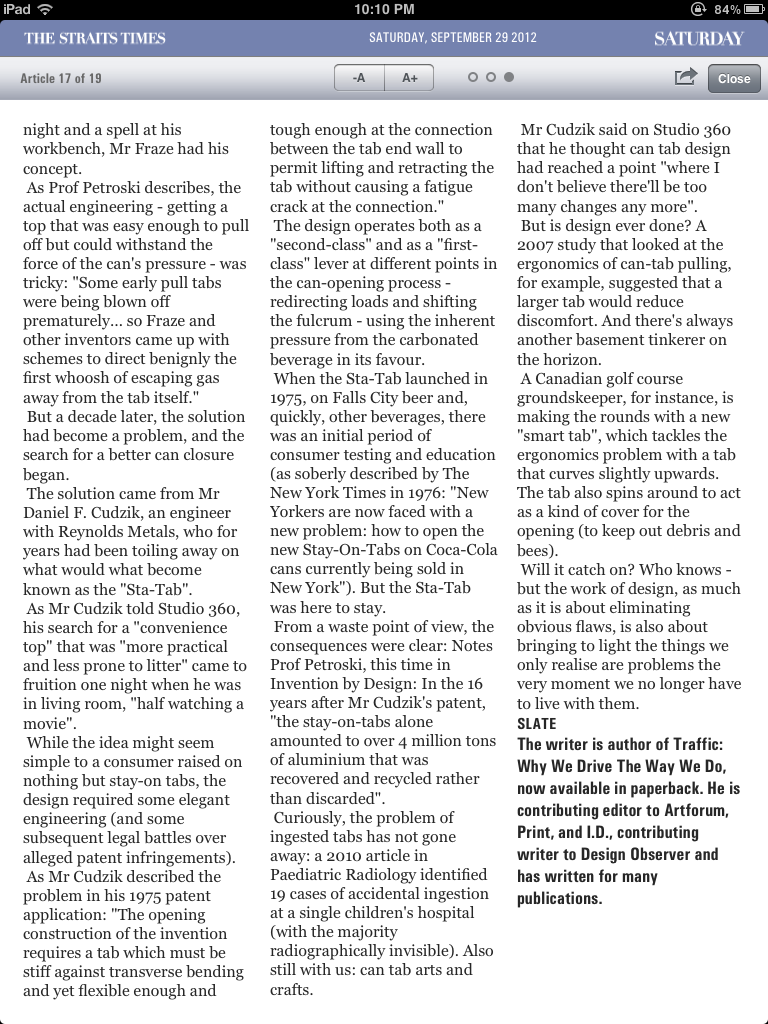 iPad
10:10 PM
84%
THE STRAITS TIMES
SATURDAY, SEPTEMBER 29 2012
SATURDAY
Article 17 of 19
-A
A+
Close
night and a spell at his
workbench, Mr Fraze had his
concept.
As Prof Petroski describes, the
actual engineering - getting a
top that was easy enough to pull
off but could withstand the
force of the can's pressure - was
tricky: "Some early pull tabs
were being blown off
prematurely... so Fraze and
other inventors came up with
schemes to direct benignly the
first whoosh of escaping gas
away from the tab itself."
But a decade later, the solution
had become a problem, and the
search for a better can closure
began.
The solution came from Mr
Daniel F. Cudzik, an engineer
with Reynolds Metals, who for
years had been toiling away on
what would what become
known as the "Sta-Tab".
As Mr Cudzik told Studio 360,
his search for a "convenience
top" that was "more practical
and less prone to litter" came to
fruition one night when he was
in living room, "half watching a
movie".
While the idea might seem
simple to a consumer raised on
nothing but stay-on tabs, the
design required some elegant
engineering (and some
subsequent legal battles over
alleged patent infringements).
As Mr Cudzik described the
problem in his 1975 patent
application: "The opening
construction of the invention
requires a tab which must be
stiff against transverse bending
and yet flexible enough and
tough enough at the connection
between the tab end wall to
permit lifting and retracting the
tab without causing a fatigue
crack at the connection."
The design operates both as a
"second-class" and as a "first-
class" lever at different points in
the can-opening process -
redirecting loads and shifting
the fulcrum - using the inherent
pressure from the carbonated
beverage in its favour.
When the Sta-Tab launched in
1975, on Falls City beer and,
quickly, other beverages, there
was an initial period of
consumer testing and education
(as soberly described by The
New York Times in 1976: "New
Yorkers are now faced with a
new problem: how to open the
new Stay-On-Tabs on Coca-Cola
cans currently being sold in
New York"). But the Sta-Tab
was here to stay.
From a waste point of view, the
consequences were clear: Notes
Prof Petroski, this time in
Invention by Design: In the 16
years after Mr Cudzik's patent,
"the stay-on-tabs alone
amounted to over 4 million tons
of aluminium that was
recovered and recycled rather
than discarded".
Curiously, the problem of
ingested tabs has not gone
away: a 2010 article in
Paediatric Radiology identified
19 cases of accidental ingestion
at a single children's hospital
(with the majority
radiographically invisible). Also
still with us: can tab arts and
crafts.
Mr Cudzik said on Studio 360
that he thought can tab design
had reached a point "where I
don't believe there'll be too
many changes any more".
But is design ever done? A
2007 study that looked at the
ergonomics of can-tab pulling,
for example, suggested that a
larger tab would reduce
discomfort. And there's always
another basement tinkerer on
the horizon.
A Canadian golf course
groundskeeper, for instance, is
making the rounds with a new
"smart tab", which tackles the
ergonomics problem with a tab
that curves slightly upwards.
The tab also spins around to act
as a kind of cover for the
opening (to keep out debris and
bees).
Will it catch on? Who knows -
but the work of design, as much
as it is about eliminating
obvious flaws, is also about
bringing to light the things we
only realise are problems the
very moment we no longer have
to live with them.
SLATE
The writer is author of Traffic:
Why We Drive The Way We Do,
now available in paperback. He is
contributing editor to Artforum,
Print, and I.D., contributing
writer to Design Observer and
has written for many
publications.